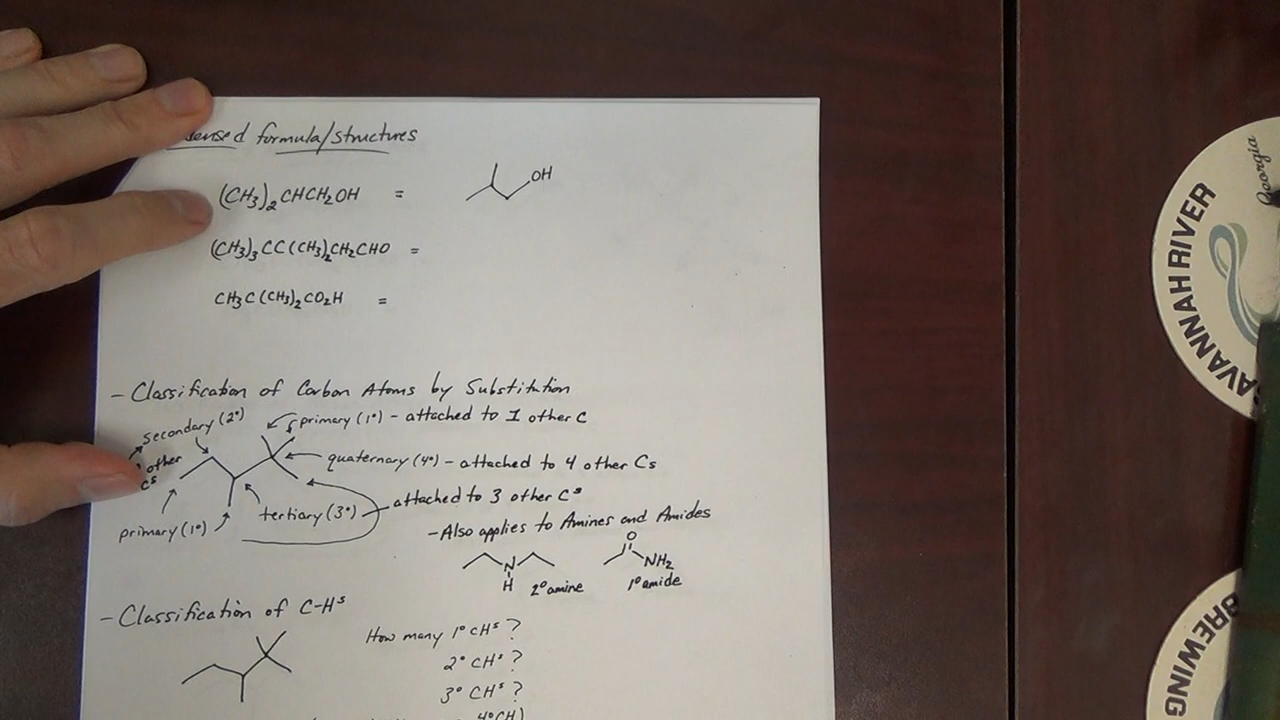 ensed formula/structures
(CH₃)₂CHCH₂OH =
OH
(CH₃)₃CC(CH₃)₂CH₂CHO =
CH₃C(CH₃)₂CO₂H =
- Classification of Carbon Atoms by Substitution
secondary (2°)
primary (1°) - attached to 1 other C
other
Cs
quaternary (4°) - attached to 4 other Cs
attached to 3 other Cs
primary (1°)
tertiary (3°)
- Also applies to Amines and Amides
N
H
2° amine
O
NH₂
1° amide
- Classification of C-Hs
How many 1° CHs?
2° CHs?
3° CHs?
4° CH)
Georgia
SAVANNAH RIVER
BREWING